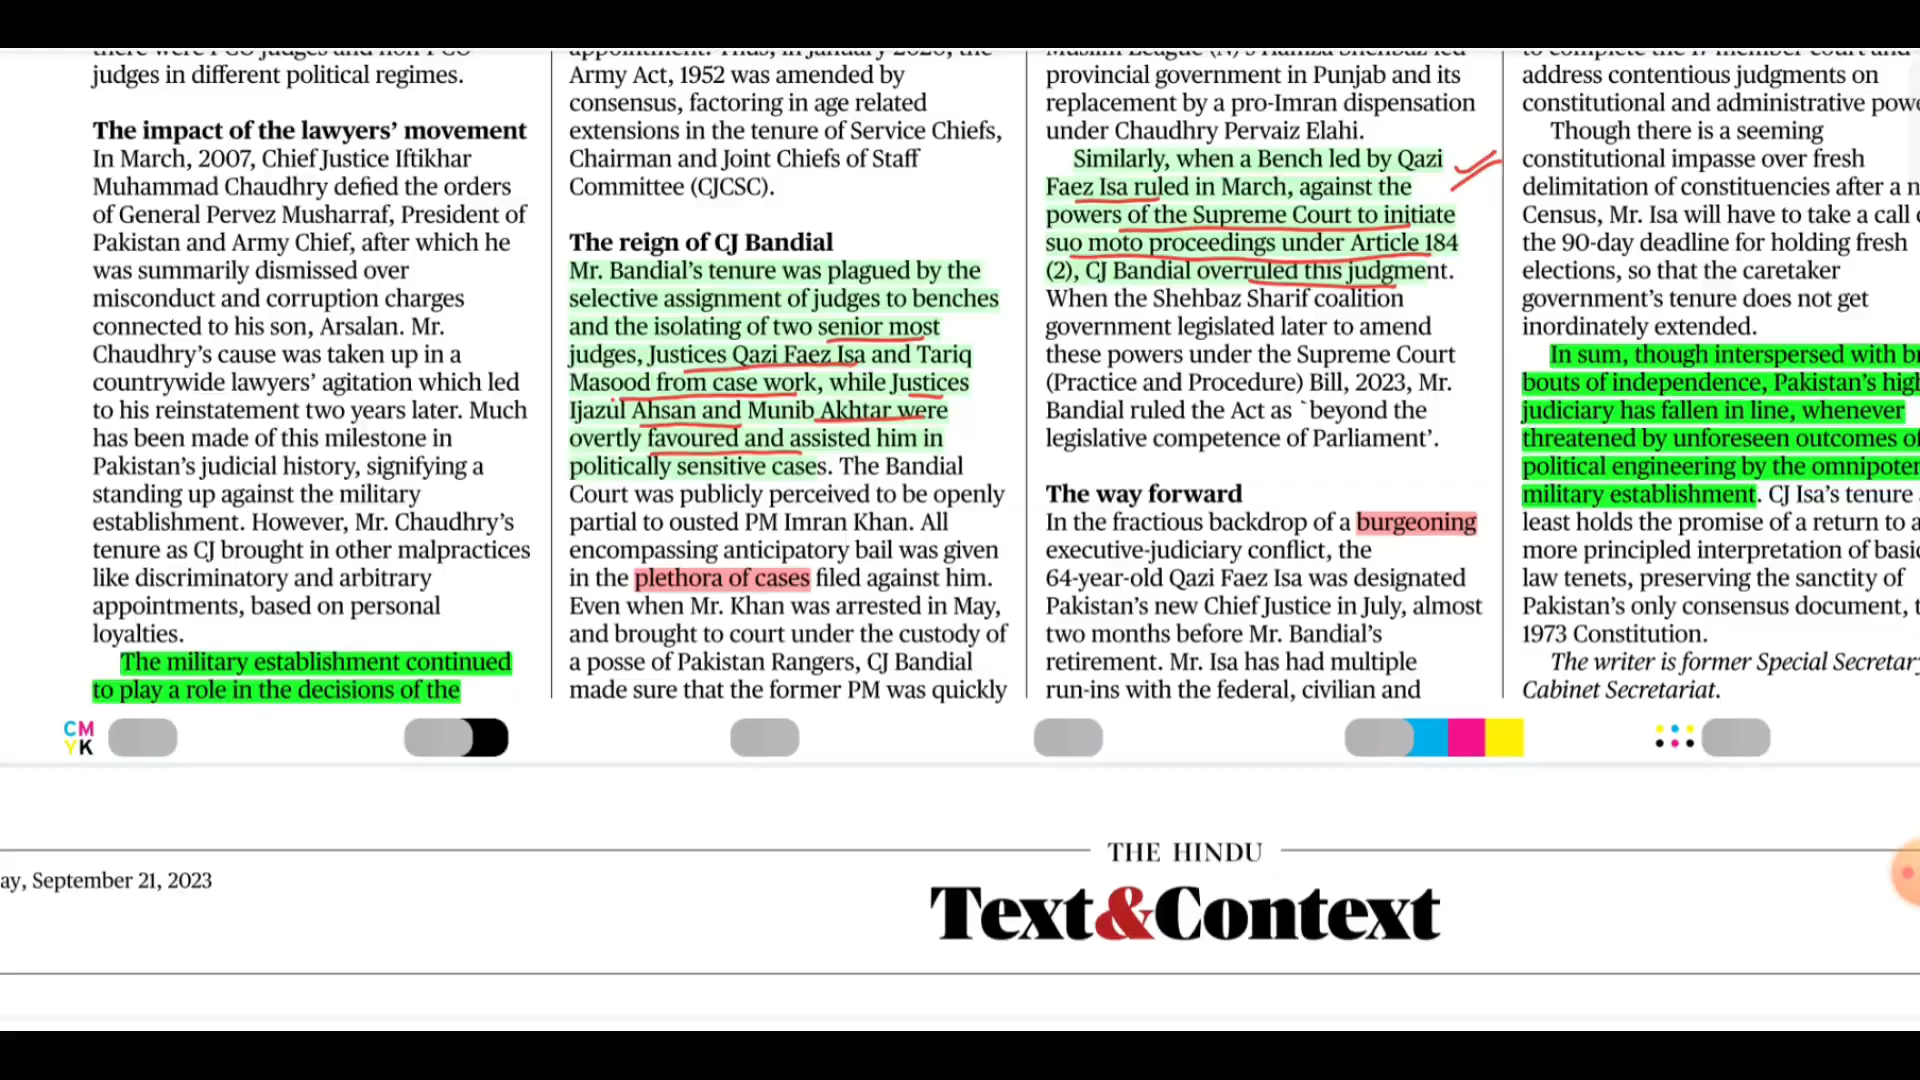 judges in different political regimes.
The impact of the lawyers’ movement
In March, 2007, Chief Justice Iftikhar
Muhammad Chaudhry defied the orders
of General Pervez Musharraf, President of
Pakistan and Army Chief, after which he
was summarily dismissed over
misconduct and corruption charges
connected to his son, Arsalan. Mr.
Chaudhry’s cause was taken up in a
countrywide lawyers’ agitation which led
to his reinstatement two years later. Much
has been made of this milestone in
Pakistan’s judicial history, signifying a
standing up against the military
establishment. However, Mr. Chaudhry’s
tenure as CJ brought in other malpractices
like discriminatory and arbitrary
appointments, based on personal
loyalties.
The military establishment continued
to play a role in the decisions of the
Army Act, 1952 was amended by
consensus, factoring in age related
extensions in the tenure of Service Chiefs,
Chairman and Joint Chiefs of Staff
Committee (CJCSC).
The reign of CJ Bandial
Mr. Bandial’s tenure was plagued by the
selective assignment of judges to benches
and the isolating of two senior most
judges, Justices Qazi Faez Isa and Tariq
Masood from case work, while Justices
Ijazul Ahsan and Munib Akhtar were
overtly favoured and assisted him in
politically sensitive cases. The Bandial
Court was publicly perceived to be openly
partial to ousted PM Imran Khan. All
encompassing anticipatory bail was given
in the plethora of cases filed against him.
Even when Mr. Khan was arrested in May,
and brought to court under the custody of
a posse of Pakistan Rangers, CJ Bandial
made sure that the former PM was quickly
provincial government in Punjab and its
replacement by a pro-Imran dispensation
under Chaudhry Pervaiz Elahi.
Similarly, when a Bench led by Qazi
Faez Isa ruled in March, against the
powers of the Supreme Court to initiate
suo moto proceedings under Article 184
(2), CJ Bandial overruled this judgment.
When the Shehbaz Sharif coalition
government legislated later to amend
these powers under the Supreme Court
(Practice and Procedure) Bill, 2023, Mr.
Bandial ruled the Act as `beyond the
legislative competence of Parliament’.
The way forward
In the fractious backdrop of a burgeoning
executive-judiciary conflict, the
64-year-old Qazi Faez Isa was designated
Pakistan’s new Chief Justice in July, almost
two months before Mr. Bandial’s
retirement. Mr. Isa has had multiple
run-ins with the federal, civilian and
address contentious judgments on
constitutional and administrative
Though there is a seeming
constitutional impasse over fresh
delimitation of constituencies after a
Census, Mr. Isa will have to take a call
the 90-day deadline for holding fresh
elections, so that the caretaker
government’s tenure does not get
inordinately extended.
In sum, though interspersed with
bouts of independence, Pakistan’s
judiciary has fallen in line, whenever
threatened by unforeseen outcomes
political engineering by the
military establishment. CJ Isa’s tenure
least holds the promise of a return to
more principled interpretation of
law tenets, preserving the sanctity of
Pakistan’s only consensus document,
1973 Constitution.
The writer is former Special
Cabinet Secretariat.
CM
YK
THE HINDU
ay, September 21, 2023
Text&Context